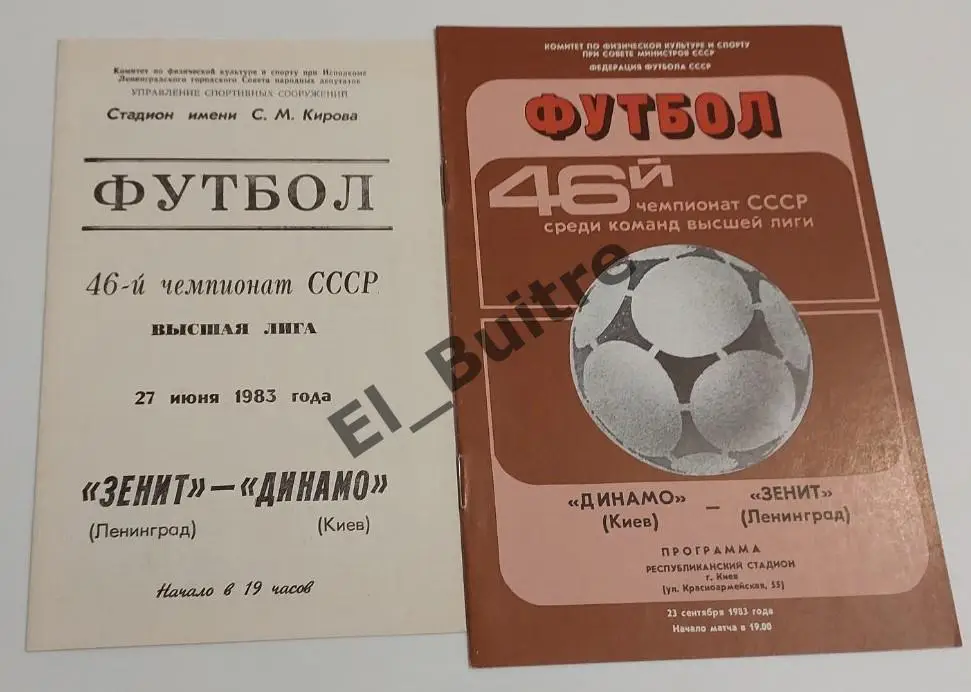 Комитет по физической культуре и спорту при Исполкоме
Ленинградского городского Совета народных депутатов
УПРАВЛЕНИЕ СПОРТИВНЫХ СООРУЖЕНИЙ
Стадион имени С. М. Кирова
ФУТБОЛ
46-й чемпионат СССР
ВЫСШАЯ ЛИГА
27 июня 1983 года
«ЗЕНИТ» — «ДИНАМО»
(Ленинград) (Киев)
Начало в 19 часов
КОМИТЕТ ПО ФИЗИЧЕСКОЙ КУЛЬТУРЕ И СПОРТУ
ПРИ СОВЕТЕ МИНИСТРОВ СССР
ФЕДЕРАЦИЯ ФУТБОЛА СССР
ФУТБОЛ
46Й
чемпионат СССР
среди команд высшей лиги
«ДИНАМО» — «ЗЕНИТ»
(Киев) (Ленинград)
ПРОГРАММА
РЕСПУБЛИКАНСКИЙ СТАДИОН
г. Киев
(ул. Красноармейская, 55)
23 сентября 1983 года
Начало матча в 19.00
El_Buitre